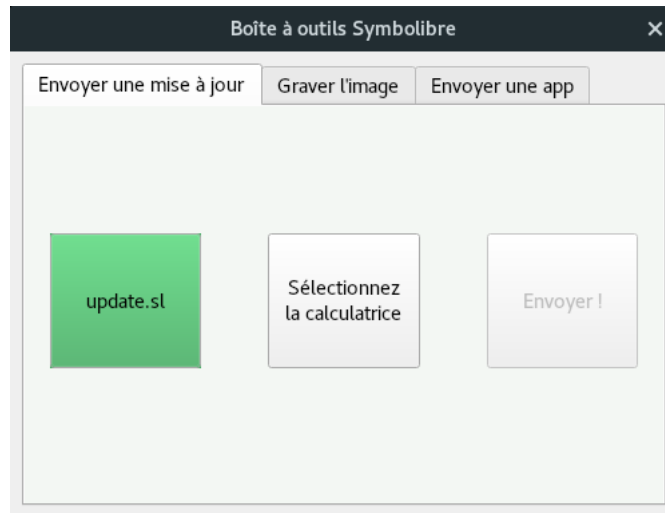 Boîte à outils Symbolibre
Envoyer une mise à jour
Graver l'image
Envoyer une app
update.sl
Sélectionnez
la calculatrice
Envoyer !